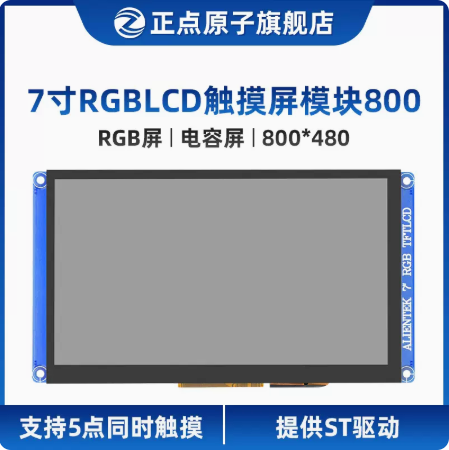 正点原子旗舰店
7寸RGBLCD触摸屏模块800
RGB屏|电容屏|800*480
ALIENTEK 7" RGB TFTLCD
支持5点同时触摸
提供ST驱动